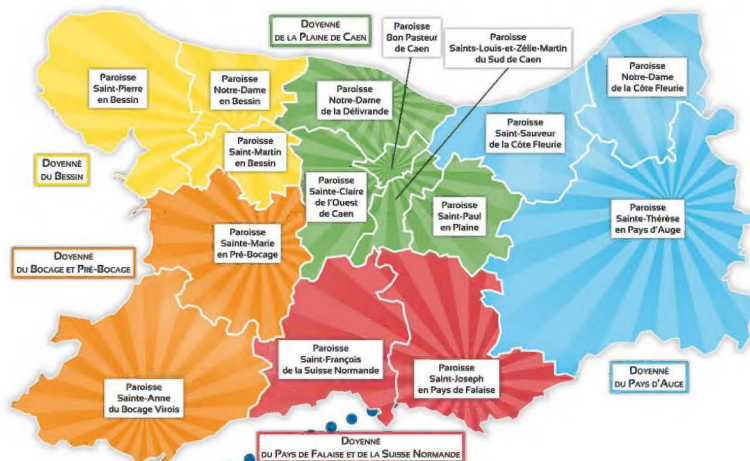 DOYENNÉ
DE LA PLAINE DE CAEN
Paroisse
Bon Pasteur
de Caen
Paroisse
Saints-Louis-et-Zélie-Martin
du Sud de Caen
Paroisse
Saint-Pierre
en Bessin
Paroisse
Notre-Dame
en Bessin
Paroisse
Notre-Dame
de la Délivrande
Paroisse
Notre-Dame
de la Côte Fleurie
Paroisse
Saint-Sauveur
de la Côte Fleurie
Paroisse
Saint-Martin
en Bessin
DOYENNÉ
DU BESSIN
Paroisse
Sainte-Claire
de l'Ouest
de Caen
Paroisse
Saint-Paul
en Plaine
Paroisse
Sainte-Thérèse
en Pays d'Auge
Paroisse
Sainte-Marie
en Pré-Bocage
DOYENNÉ
DU BOCAGE ET PRÉ-BOCAGE
Paroisse
Saint-François
de la Suisse Normande
Paroisse
Saint-Joseph
en Pays de Falaise
DOYENNÉ
DU PAYS D'AUGE
Paroisse
Sainte-Anne
du Bocage Virois
DOYENNÉ
DU PAYS DE FALAISE ET DE LA SUISSE NORMANDE